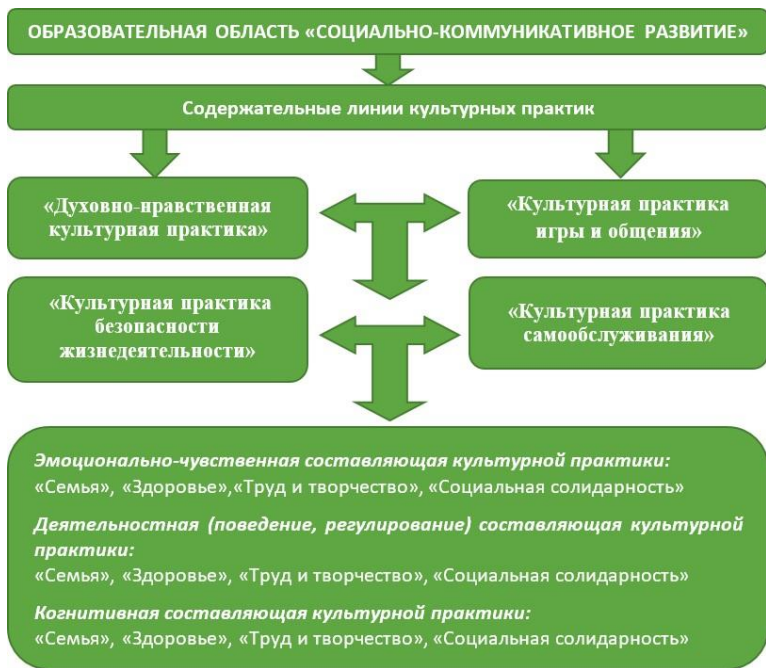 ОБРАЗОВАТЕЛЬНАЯ ОБЛАСТЬ «СОЦИАЛЬНО-КОММУНИКАТИВНОЕ РАЗВИТИЕ»
Содержательные линии культурных практик
«Духовно-нравственная
культурная практика»
«Культурная практика
игры и общения»
«Культурная практика
безопасности
жизнедеятельности»
«Культурная практика
самообслуживания»
Эмоционально-чувственная составляющая культурной практики:
«Семья», «Здоровье»,«Труд и творчество», «Социальная солидарность»
Деятельностная (поведение, регулирование) составляющая культурной
практики:
«Семья», «Здоровье», «Труд и творчество», «Социальная солидарность»
Когнитивная составляющая культурной практики:
«Семья», «Здоровье», «Труд и творчество», «Социальная солидарность»